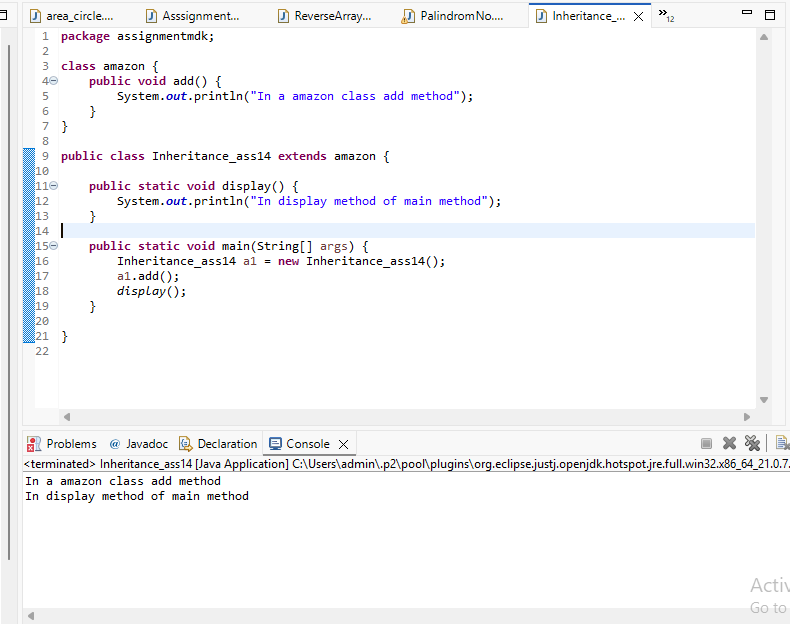 area_circle.... Asssignment... ReverseArray... PalindromNo.... Inheritance_... »12
1 package assignmentmdk;
2
3 class amazon {
4 public void add() {
5 System.out.println("In a amazon class add method");
6 }
7 }
8
9 public class Inheritance_ass14 extends amazon {
10
11 public static void display() {
12 System.out.println("In display method of main method");
13 }
14
15 public static void main(String[] args) {
16 Inheritance_ass14 a1 = new Inheritance_ass14();
17 a1.add();
18 display();
19 }
20
21 }
22
Problems @ Javadoc Declaration Console
<terminated> Inheritance_ass14 [Java Application] C:\Users\admin\.p2\pool\plugins\org.eclipse.justj.openjdk.hotspot.jre.full.win32.x86_64_21.0.7.
In a amazon class add method
In display method of main method
Activ
Go to